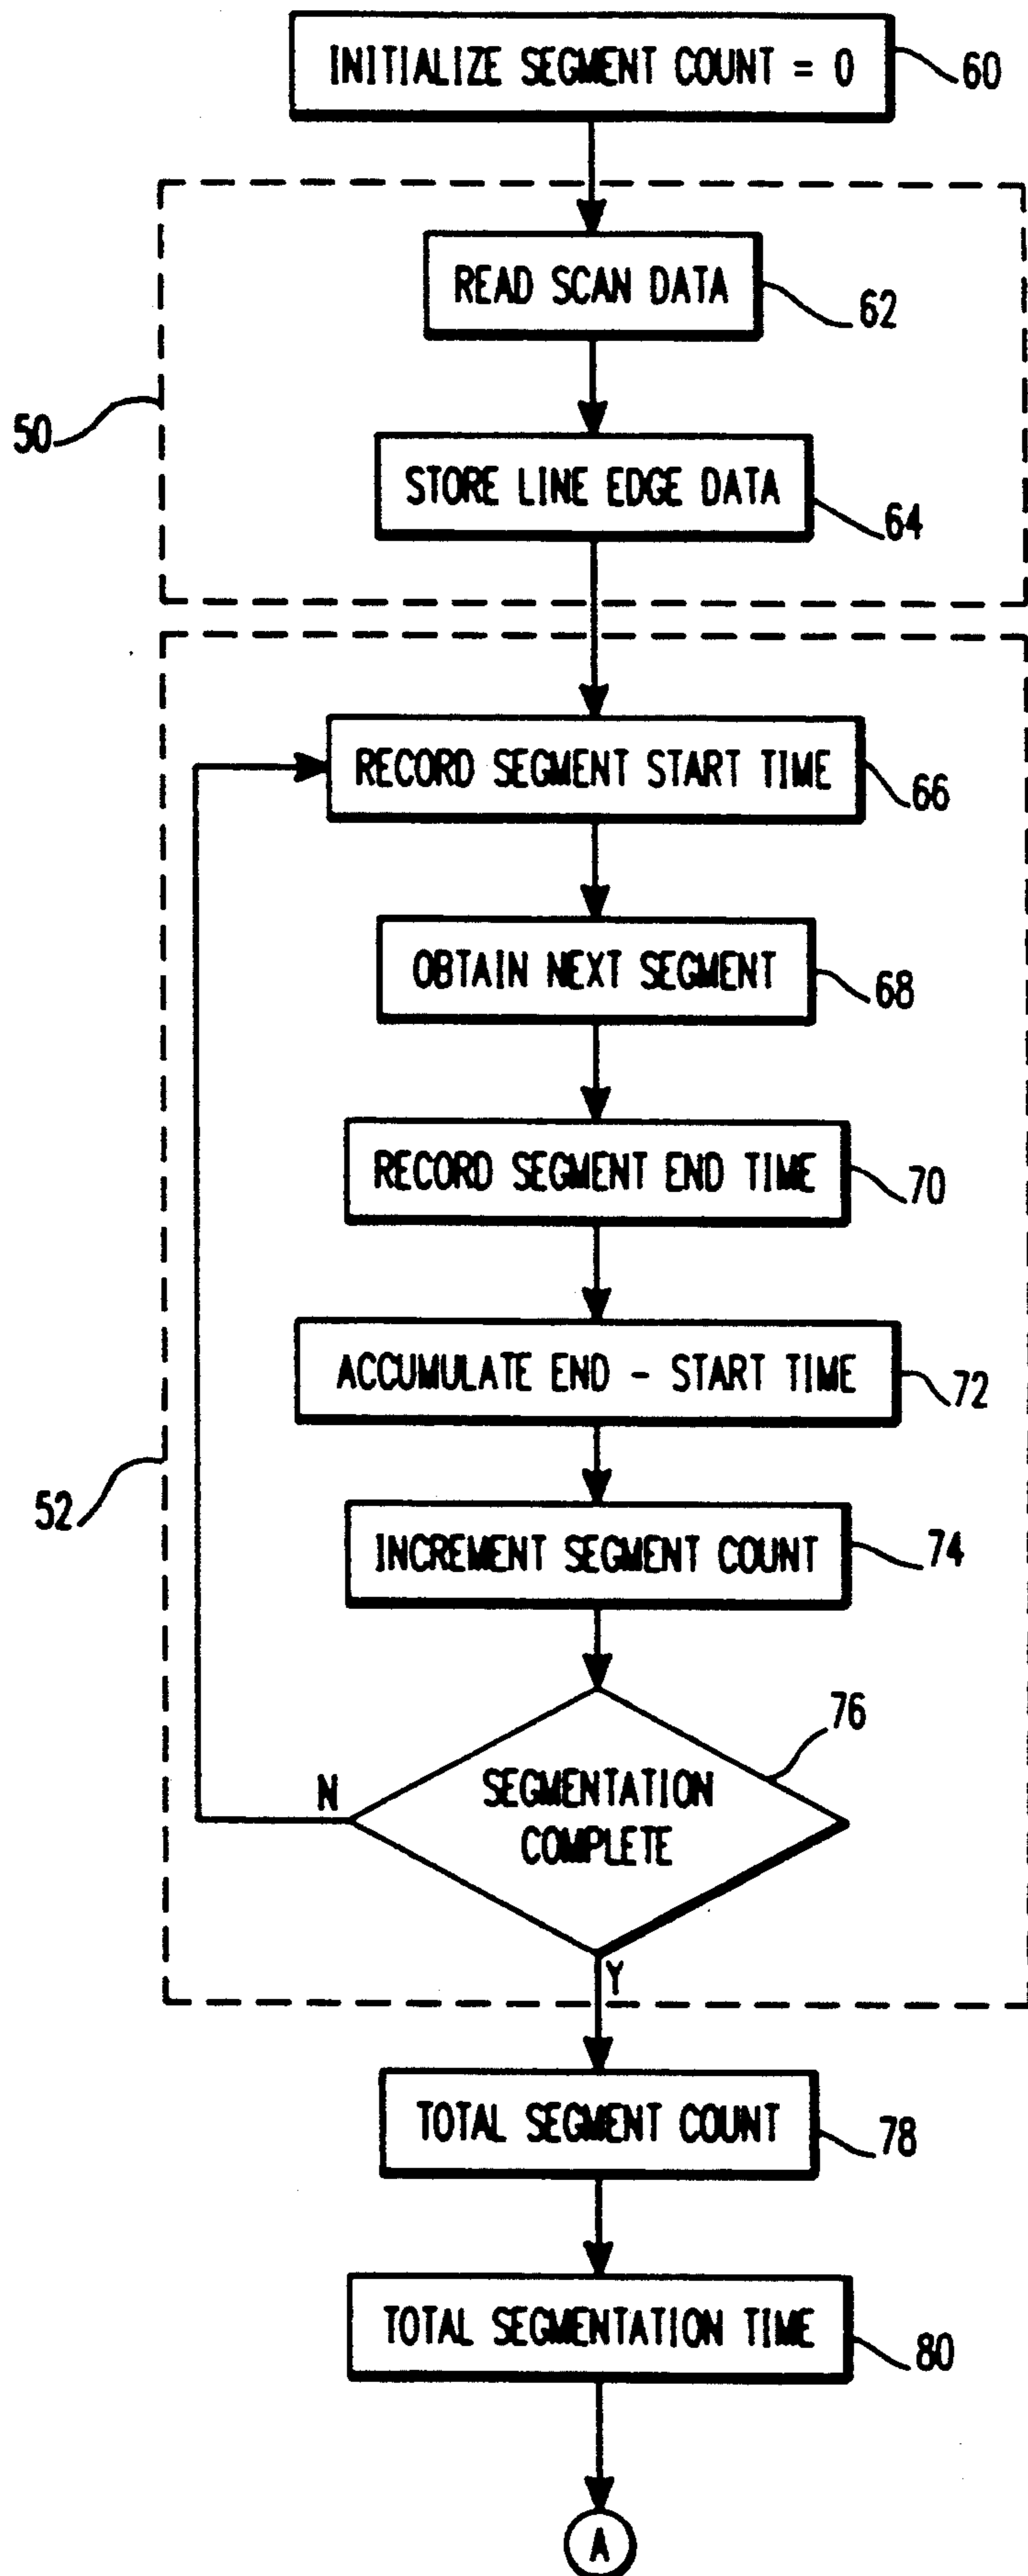 INITIALIZE SEGMENT COUNT = 0
60
READ SCAN DATA
62
50
STORE LINE EDGE DATA
64
RECORD SEGMENT START TIME
66
OBTAIN NEXT SEGMENT
68
RECORD SEGMENT END TIME
70
ACCUMULATE END - START TIME
72
52
INCREMENT SEGMENT COUNT
74
76
N
SEGMENTATION
COMPLETE
Y
TOTAL SEGMENT COUNT
78
TOTAL SEGMENTATION TIME
80
A